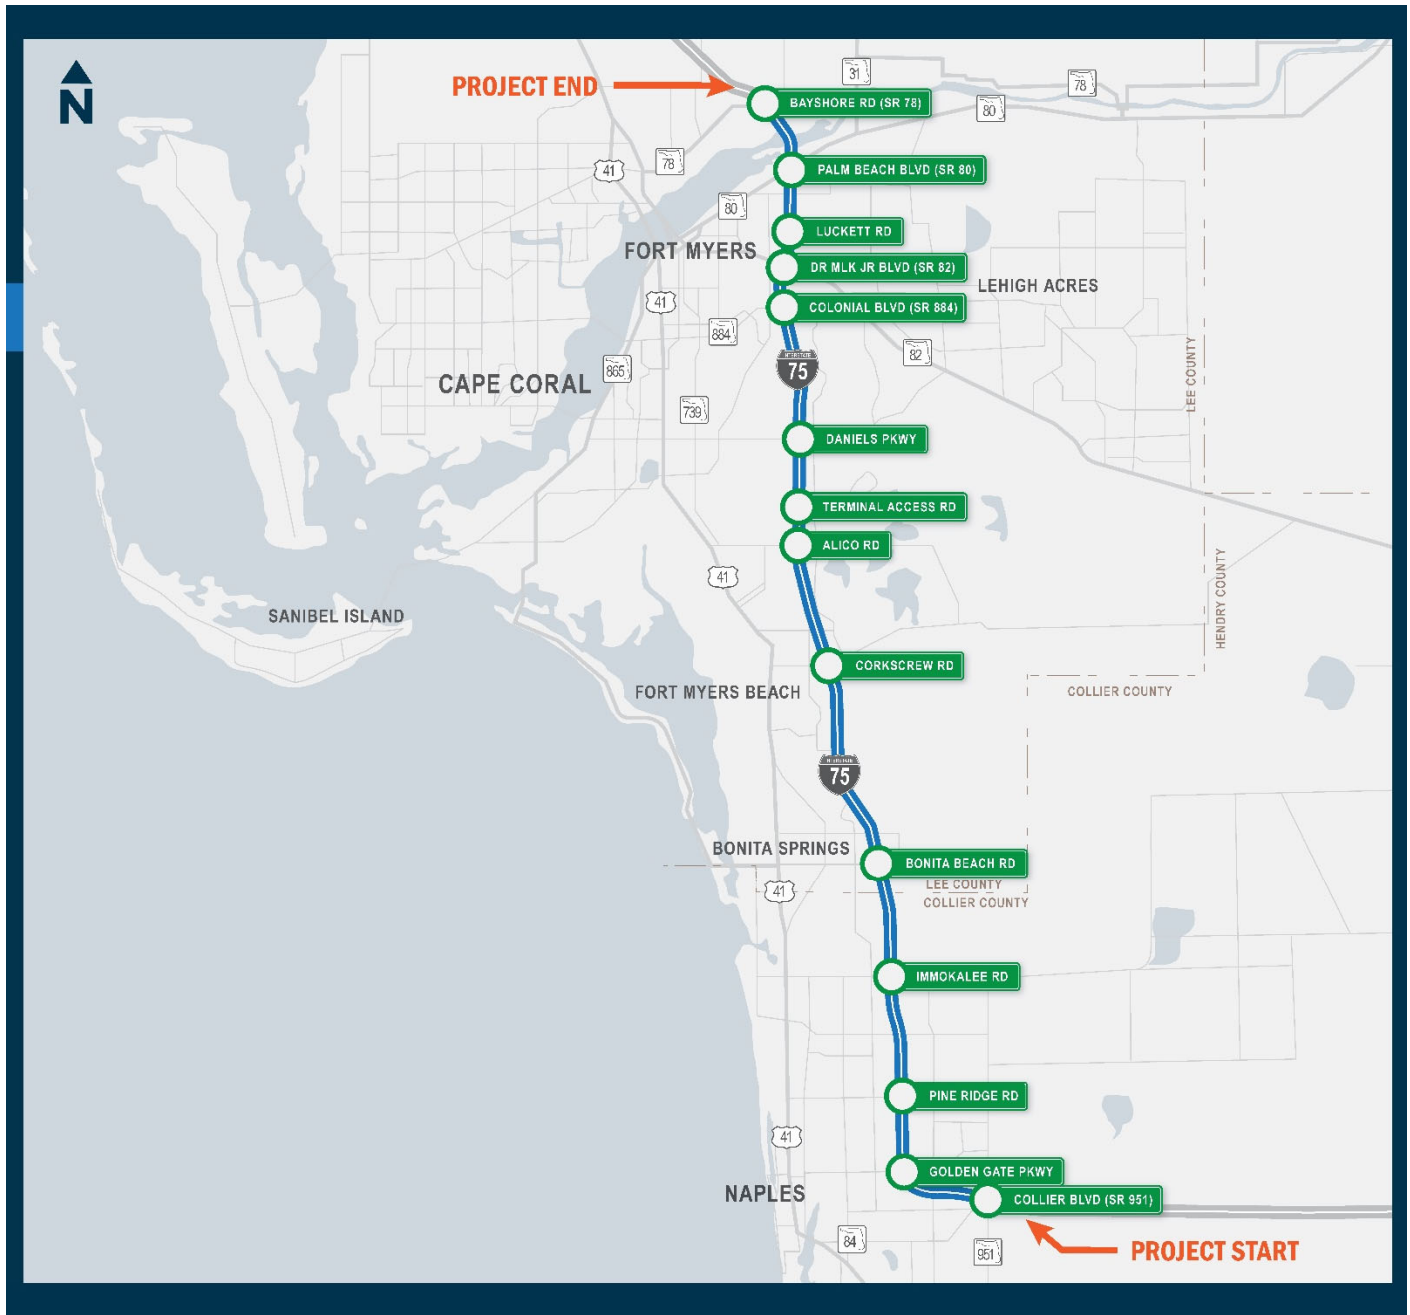 N
PROJECT END
31
78
BAYSHORE RD (SR 78)
80
41
78
PALM BEACH BLVD (SR 80)
80
LUCKETT RD
FORT MYERS
DR MLK JR BLVD (SR 82)
LEHIGH ACRES
41
COLONIAL BLVD (SR 884)
884
82
INTERSTATE
75
865
CAPE CORAL
LEE COUNTY
739
DANIELS PKWY
TERMINAL ACCESS RD
ALICO RD
41
HENDRY COUNTY
SANIBEL ISLAND
CORKSCREW RD
FORT MYERS BEACH
COLLIER COUNTY
INTERSTATE
75
BONITA SPRINGS
BONITA BEACH RD
LEE COUNTY
41
COLLIER COUNTY
IMMOKALEE RD
PINE RIDGE RD
41
GOLDEN GATE PKWY
NAPLES
COLLIER BLVD (SR 951)
84
951
PROJECT START